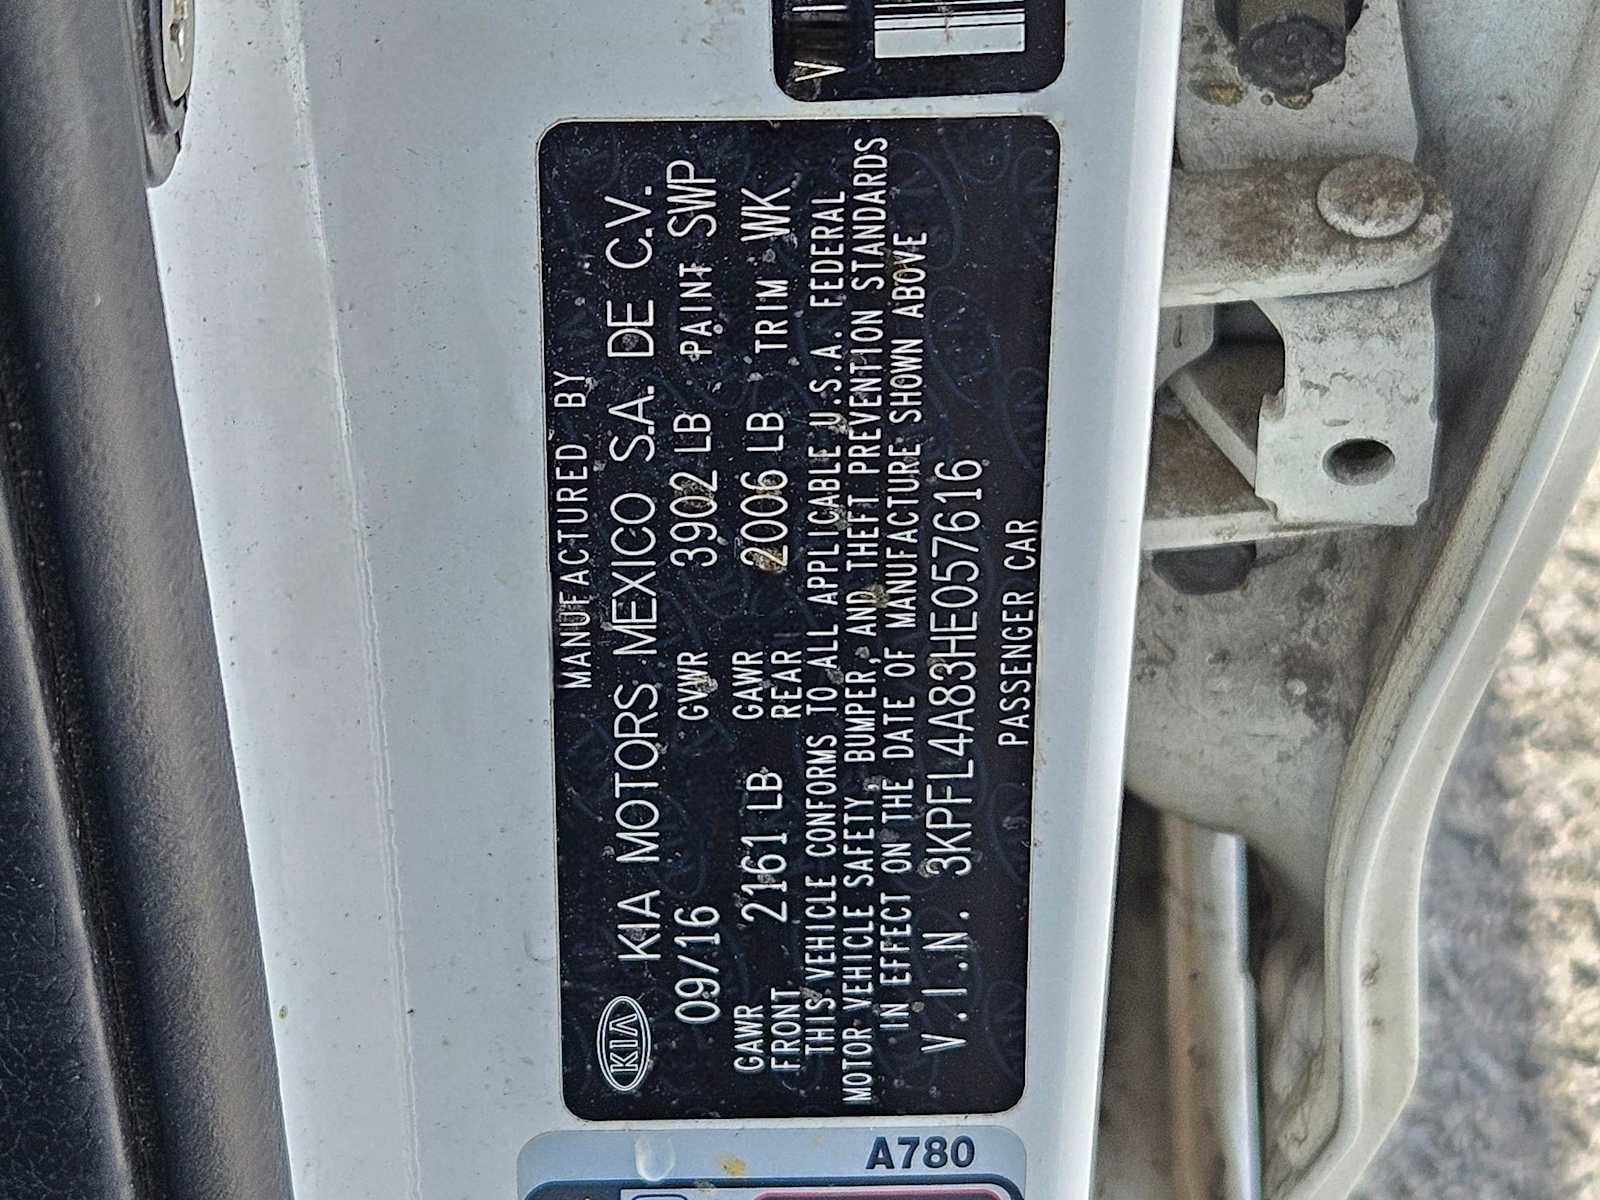 MANUFACTURED BY
KIA KIA MOTORS MEXICO S.A. DE C.V.
09/16 GVWR 3902 LB PAINT SWP
GAWR FRONT 2161 LB GAWR REAR 2006 LB TRIM WK
THIS VEHICLE CONFORMS TO ALL APPLICABLE U.S.A. FEDERAL
MOTOR VEHICLE SAFETY, BUMPER, AND THEFT PREVENTION STANDARDS
IN EFFECT ON THE DATE OF MANUFACTURE SHOWN ABOVE
V.I.N. 3KPFL4A83HE057616
PASSENGER CAR
V
A780